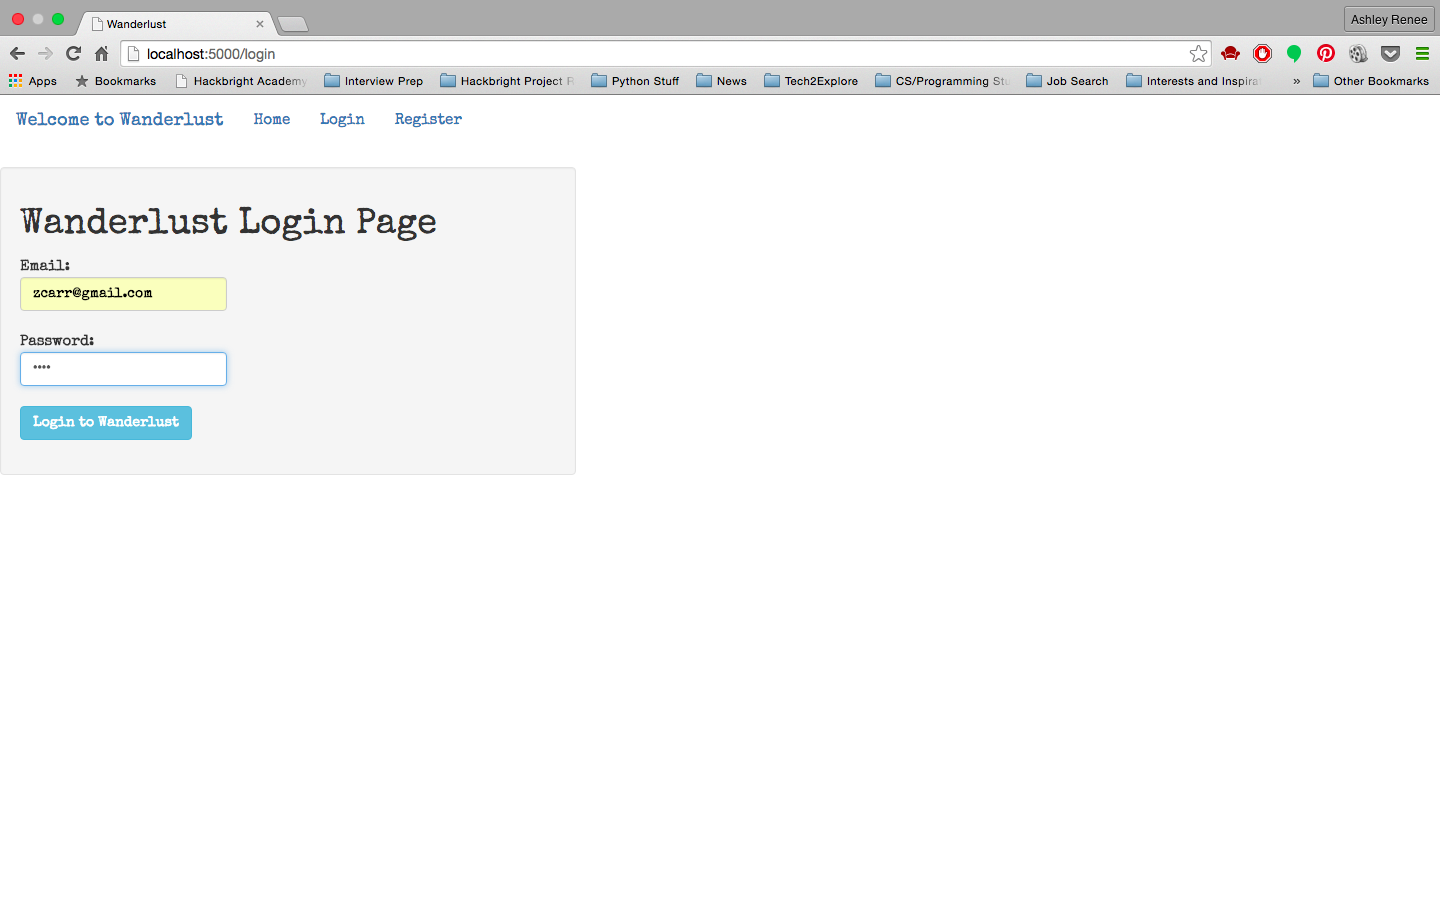 Wanderlust
Ashley Renee
localhost:5000/login
Apps Bookmarks Hackbright Academy Interview Prep Hackbright Project R Python Stuff News Tech2Explore CS/Programming Stu Job Search Interests and Inspirat » Other Bookmarks
Welcome to Wanderlust Home Login Register
Wanderlust Login Page
Email:
zcarr@gmail.com
Password:
••••
Login to Wanderlust